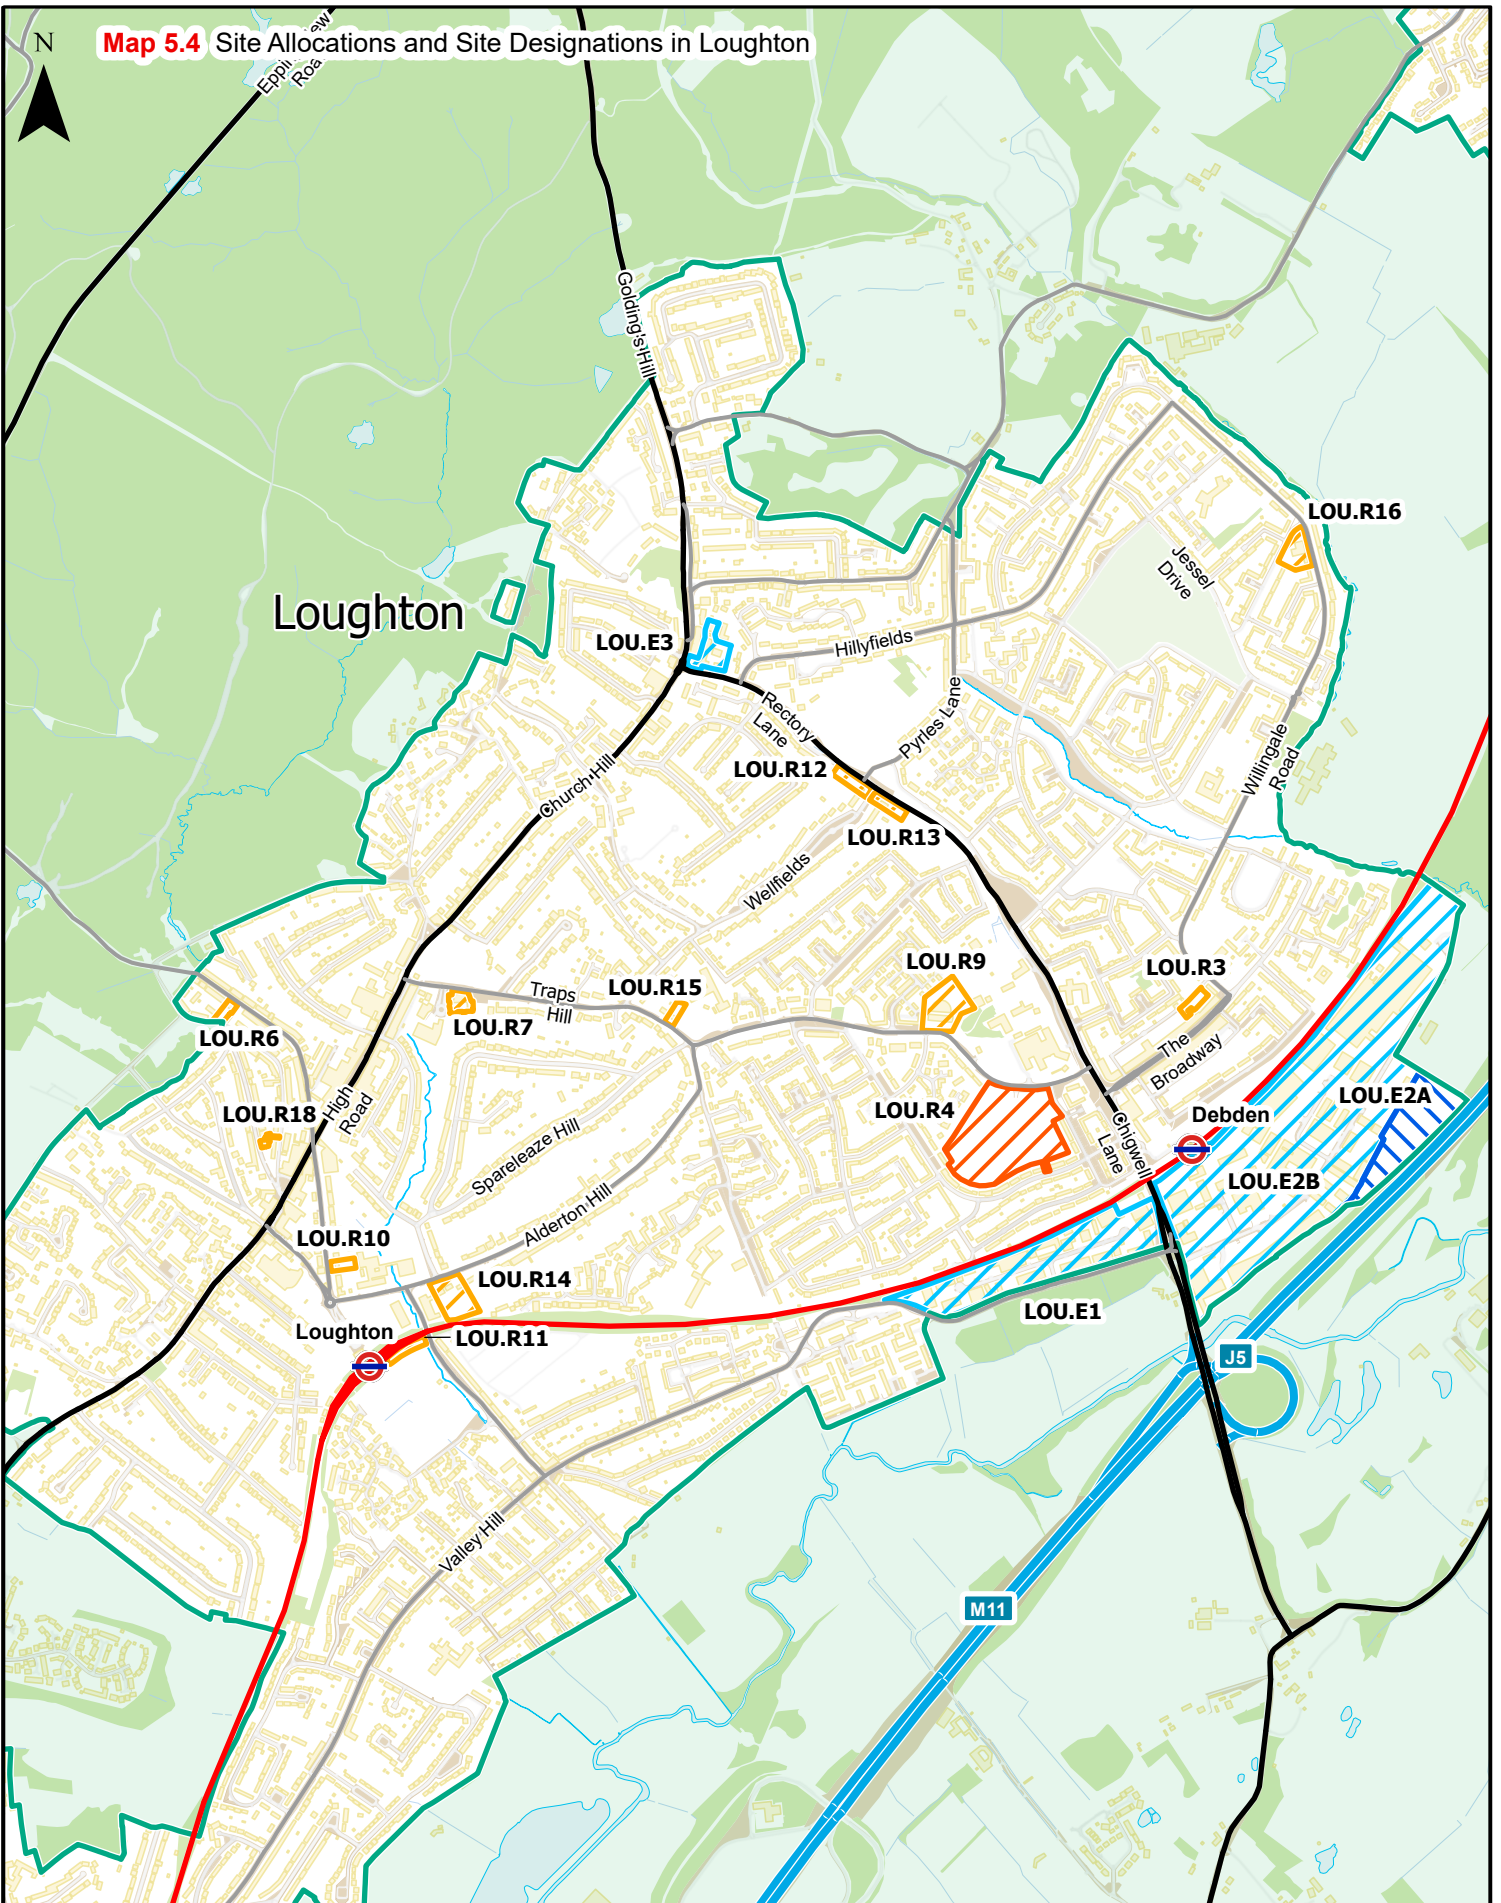 N
Map 5.4 Site Allocations and Site Designations in Loughton
Road
Golding's Hill
LOU.R16
Jessel
Drive
Loughton
LOU.E3
Hillyfields
Rectory
Lane
Pyrles Lane
Willingale
Road
Church Hill
LOU.R12
LOU.R13
Wellfields
LOU.R9
LOU.R3
Traps
Hill
LOU.R15
LOU.R7
LOU.R6
The
Broadway
LOU.E2A
LOU.R4
High
Road
LOU.R18
Debden
Chigwell
Lane
Spareleaze Hill
LOU.E2B
Alderton Hill
LOU.R10
LOU.R14
LOU.E1
Loughton
LOU.R11
J5
Valley Hill
M11